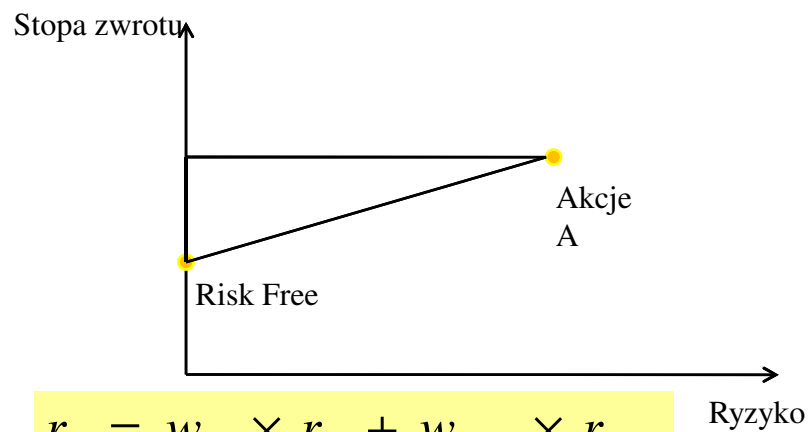 Stopa zwrotu
Akcje
A
Risk Free
Ryzyko
r = w × r + w × r